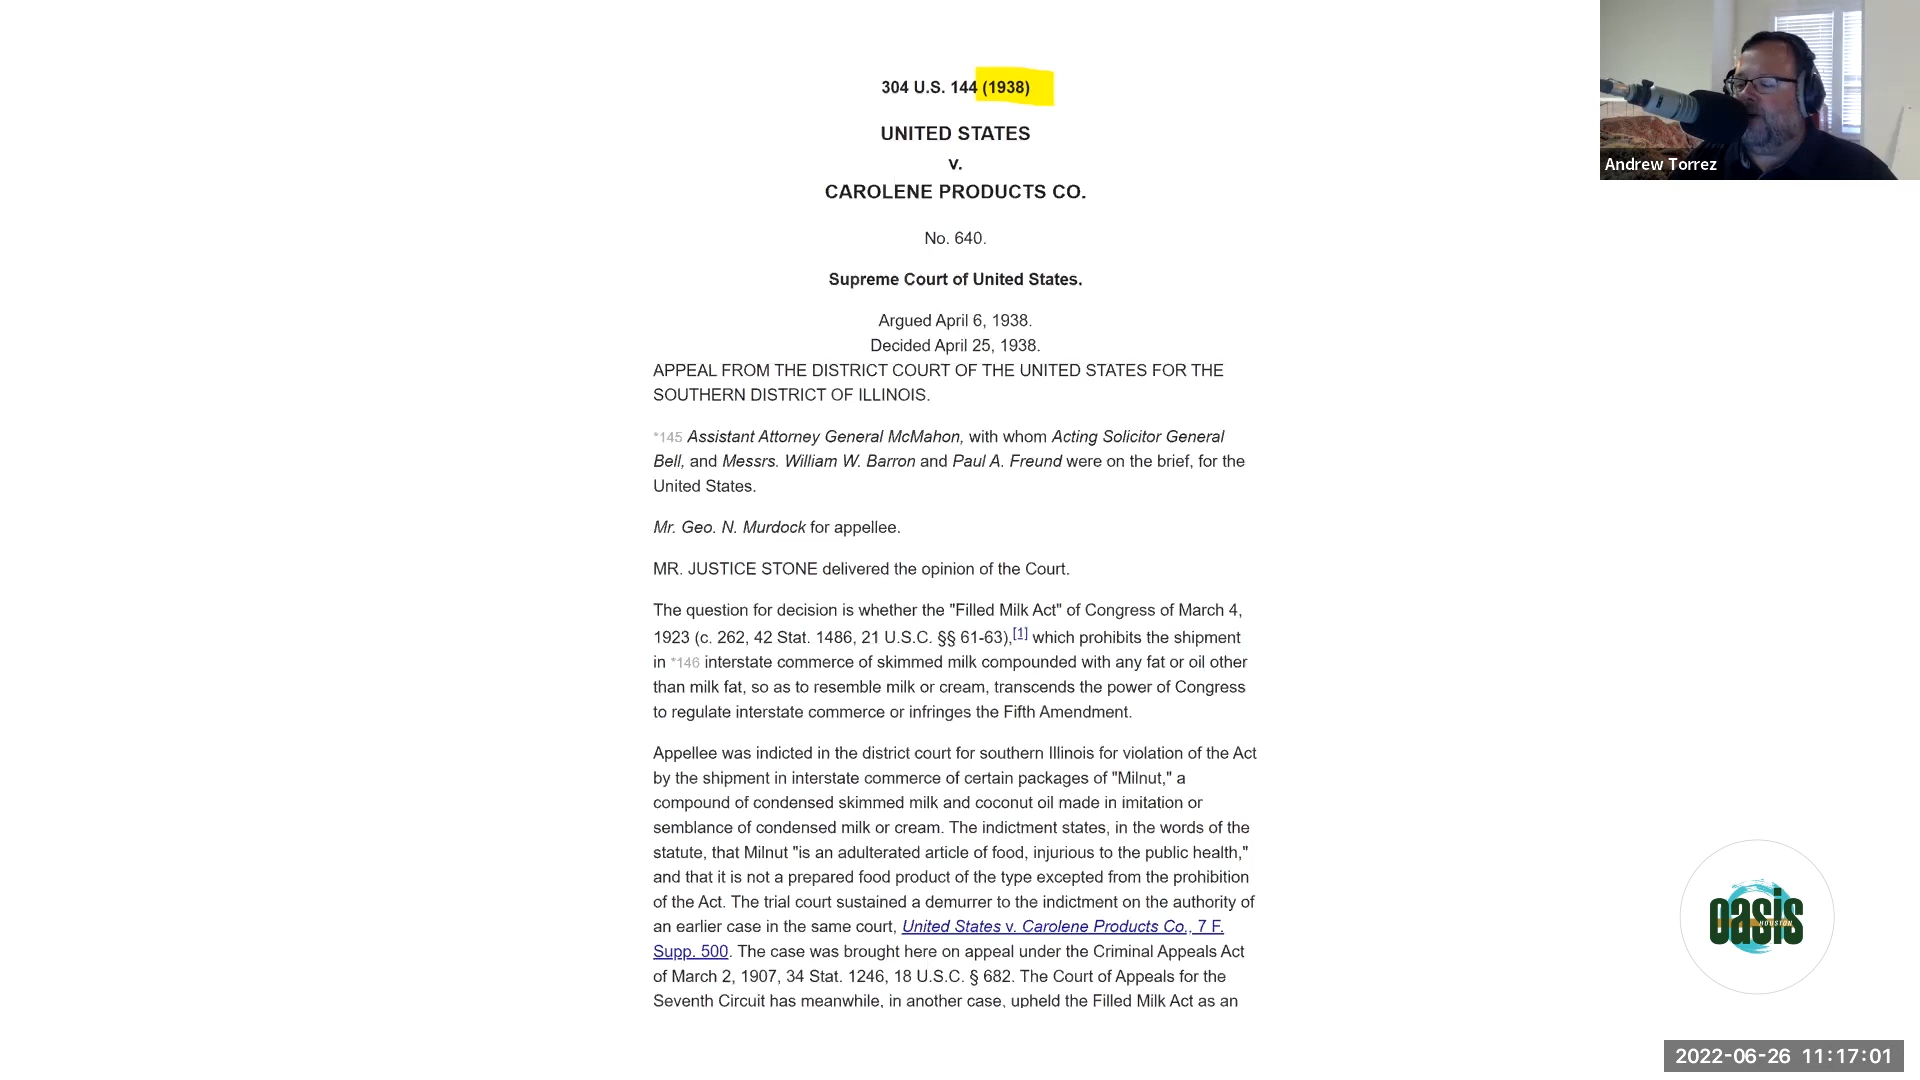 304 U.S. 144 (1938)
UNITED STATES
v.
CAROLENE PRODUCTS CO.
No. 640.
Supreme Court of United States.
Argued April 6, 1938.
Decided April 25, 1938.
APPEAL FROM THE DISTRICT COURT OF THE UNITED STATES FOR THE
SOUTHERN DISTRICT OF ILLINOIS.
*145 Assistant Attorney General McMahon, with whom Acting Solicitor General
Bell, and Messrs. William W. Barron and Paul A. Freund were on the brief, for the
United States.
Mr. Geo. N. Murdock for appellee.
MR. JUSTICE STONE delivered the opinion of the Court.
The question for decision is whether the "Filled Milk Act" of Congress of March 4,
1923 (c. 262, 42 Stat. 1486, 21 U.S.C. §§ 61-63),[1] which prohibits the shipment
in *146 interstate commerce of skimmed milk compounded with any fat or oil other
than milk fat, so as to resemble milk or cream, transcends the power of Congress
to regulate interstate commerce or infringes the Fifth Amendment.
Appellee was indicted in the district court for southern Illinois for violation of the Act
by the shipment in interstate commerce of certain packages of "Milnut," a
compound of condensed skimmed milk and coconut oil made in imitation or
semblance of condensed milk or cream. The indictment states, in the words of the
statute, that Milnut "is an adulterated article of food, injurious to the public health,"
and that it is not a prepared food product of the type excepted from the prohibition
of the Act. The trial court sustained a demurrer to the indictment on the authority of
an earlier case in the same court, United States v. Carolene Products Co., 7 F.
Supp. 500. The case was brought here on appeal under the Criminal Appeals Act
of March 2, 1907, 34 Stat. 1246, 18 U.S.C. § 682. The Court of Appeals for the
Seventh Circuit has meanwhile, in another case, upheld the Filled Milk Act as an
Andrew Torrez
oasis
HOUSTON
2022-06-26 11:17:01